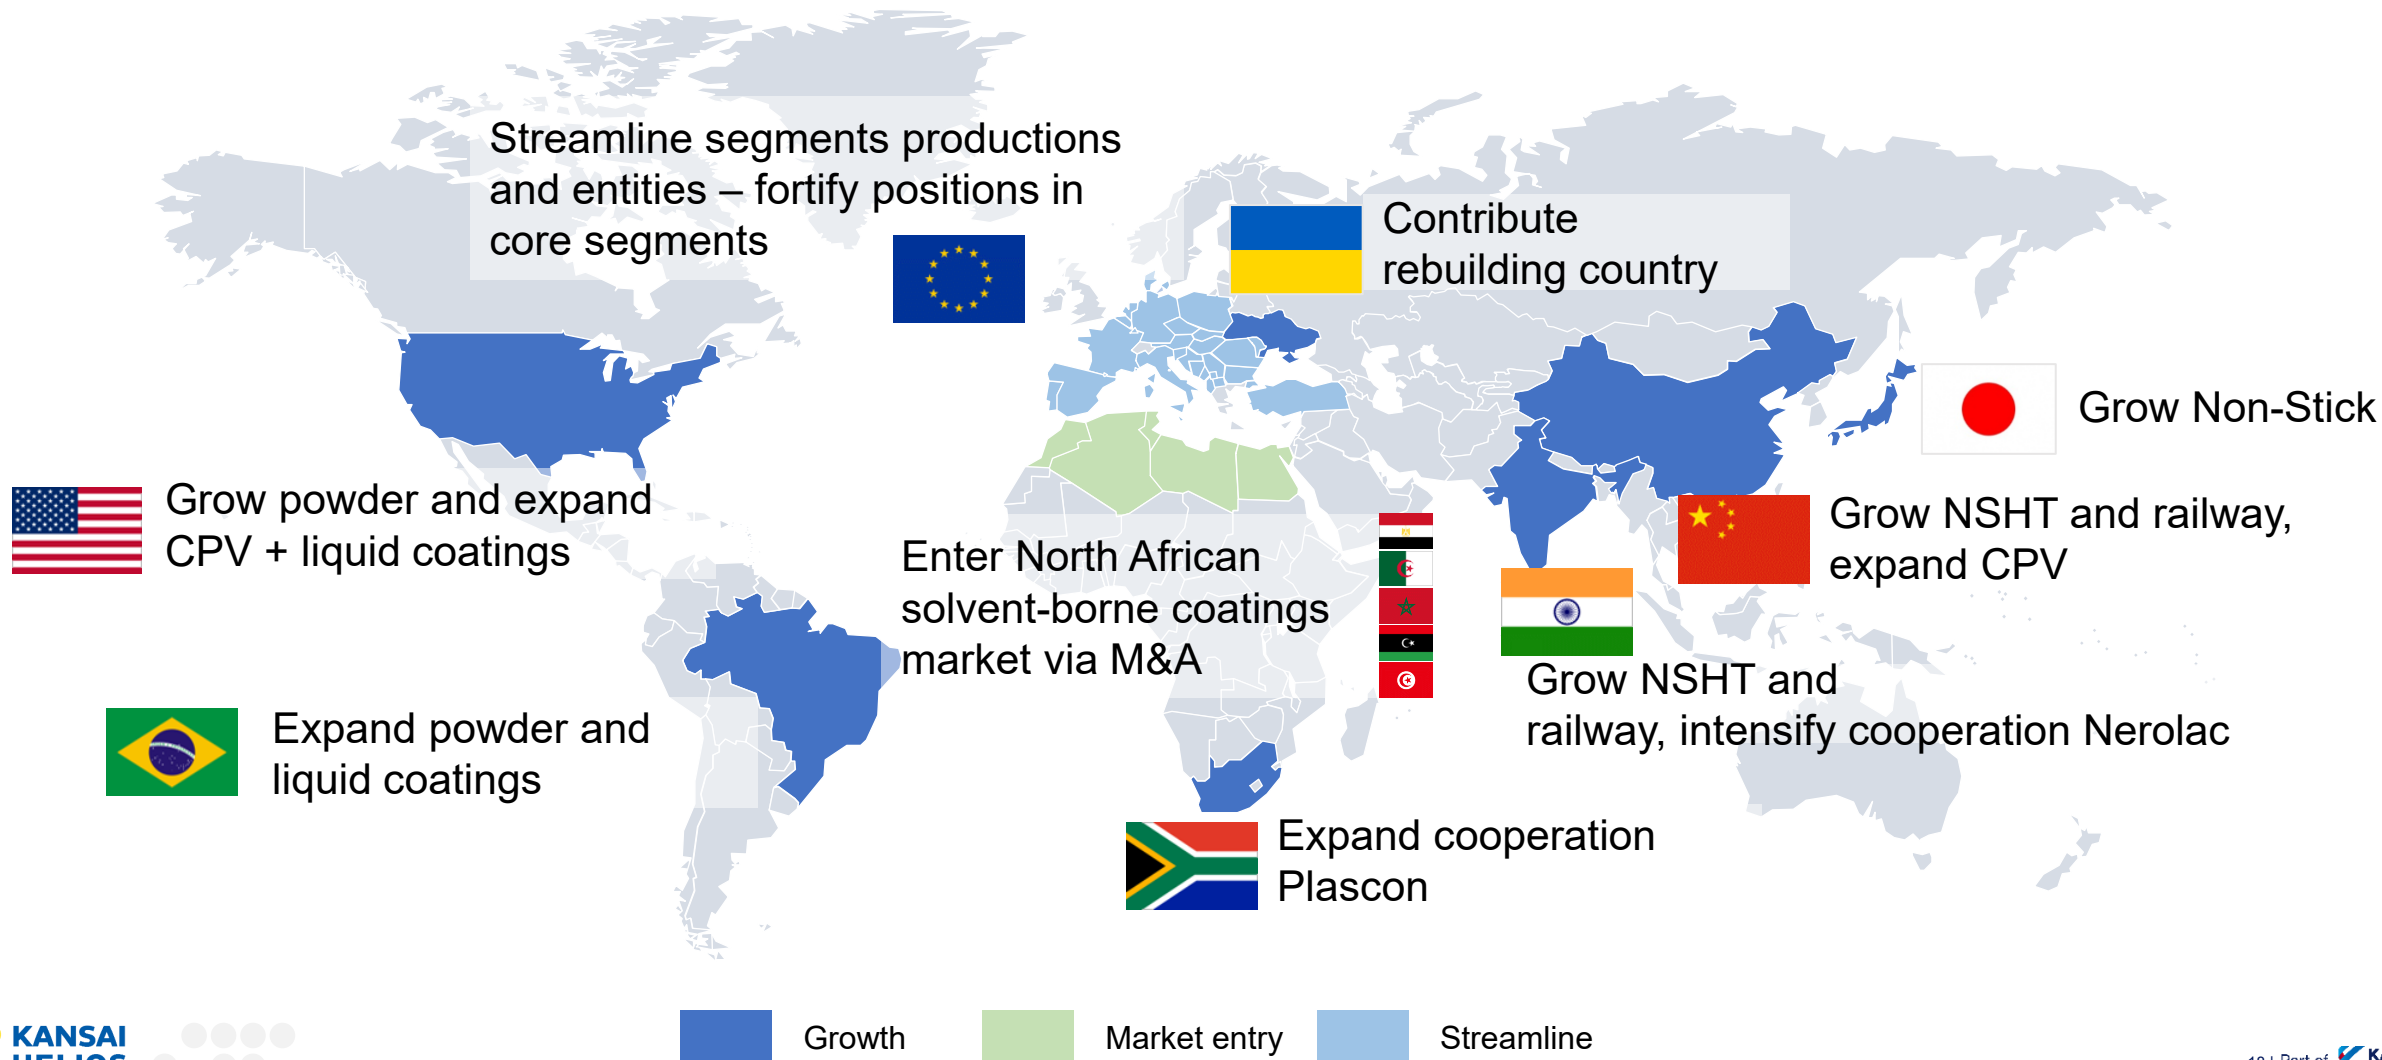 Streamline segments productions
and entities – fortify positions in
core segments
Contribute
rebuilding country
Grow Non-Stick
Grow powder and expand
CPV + liquid coatings
Grow NSHT and railway,
expand CPV
Enter North African
solvent-borne coatings
market via M&A
Grow NSHT and
railway, intensify cooperation Nerolac
Expand powder and
liquid coatings
Expand cooperation
Plascon
Growth
Market entry
Streamline
KANSAI
HELIOS
Part of